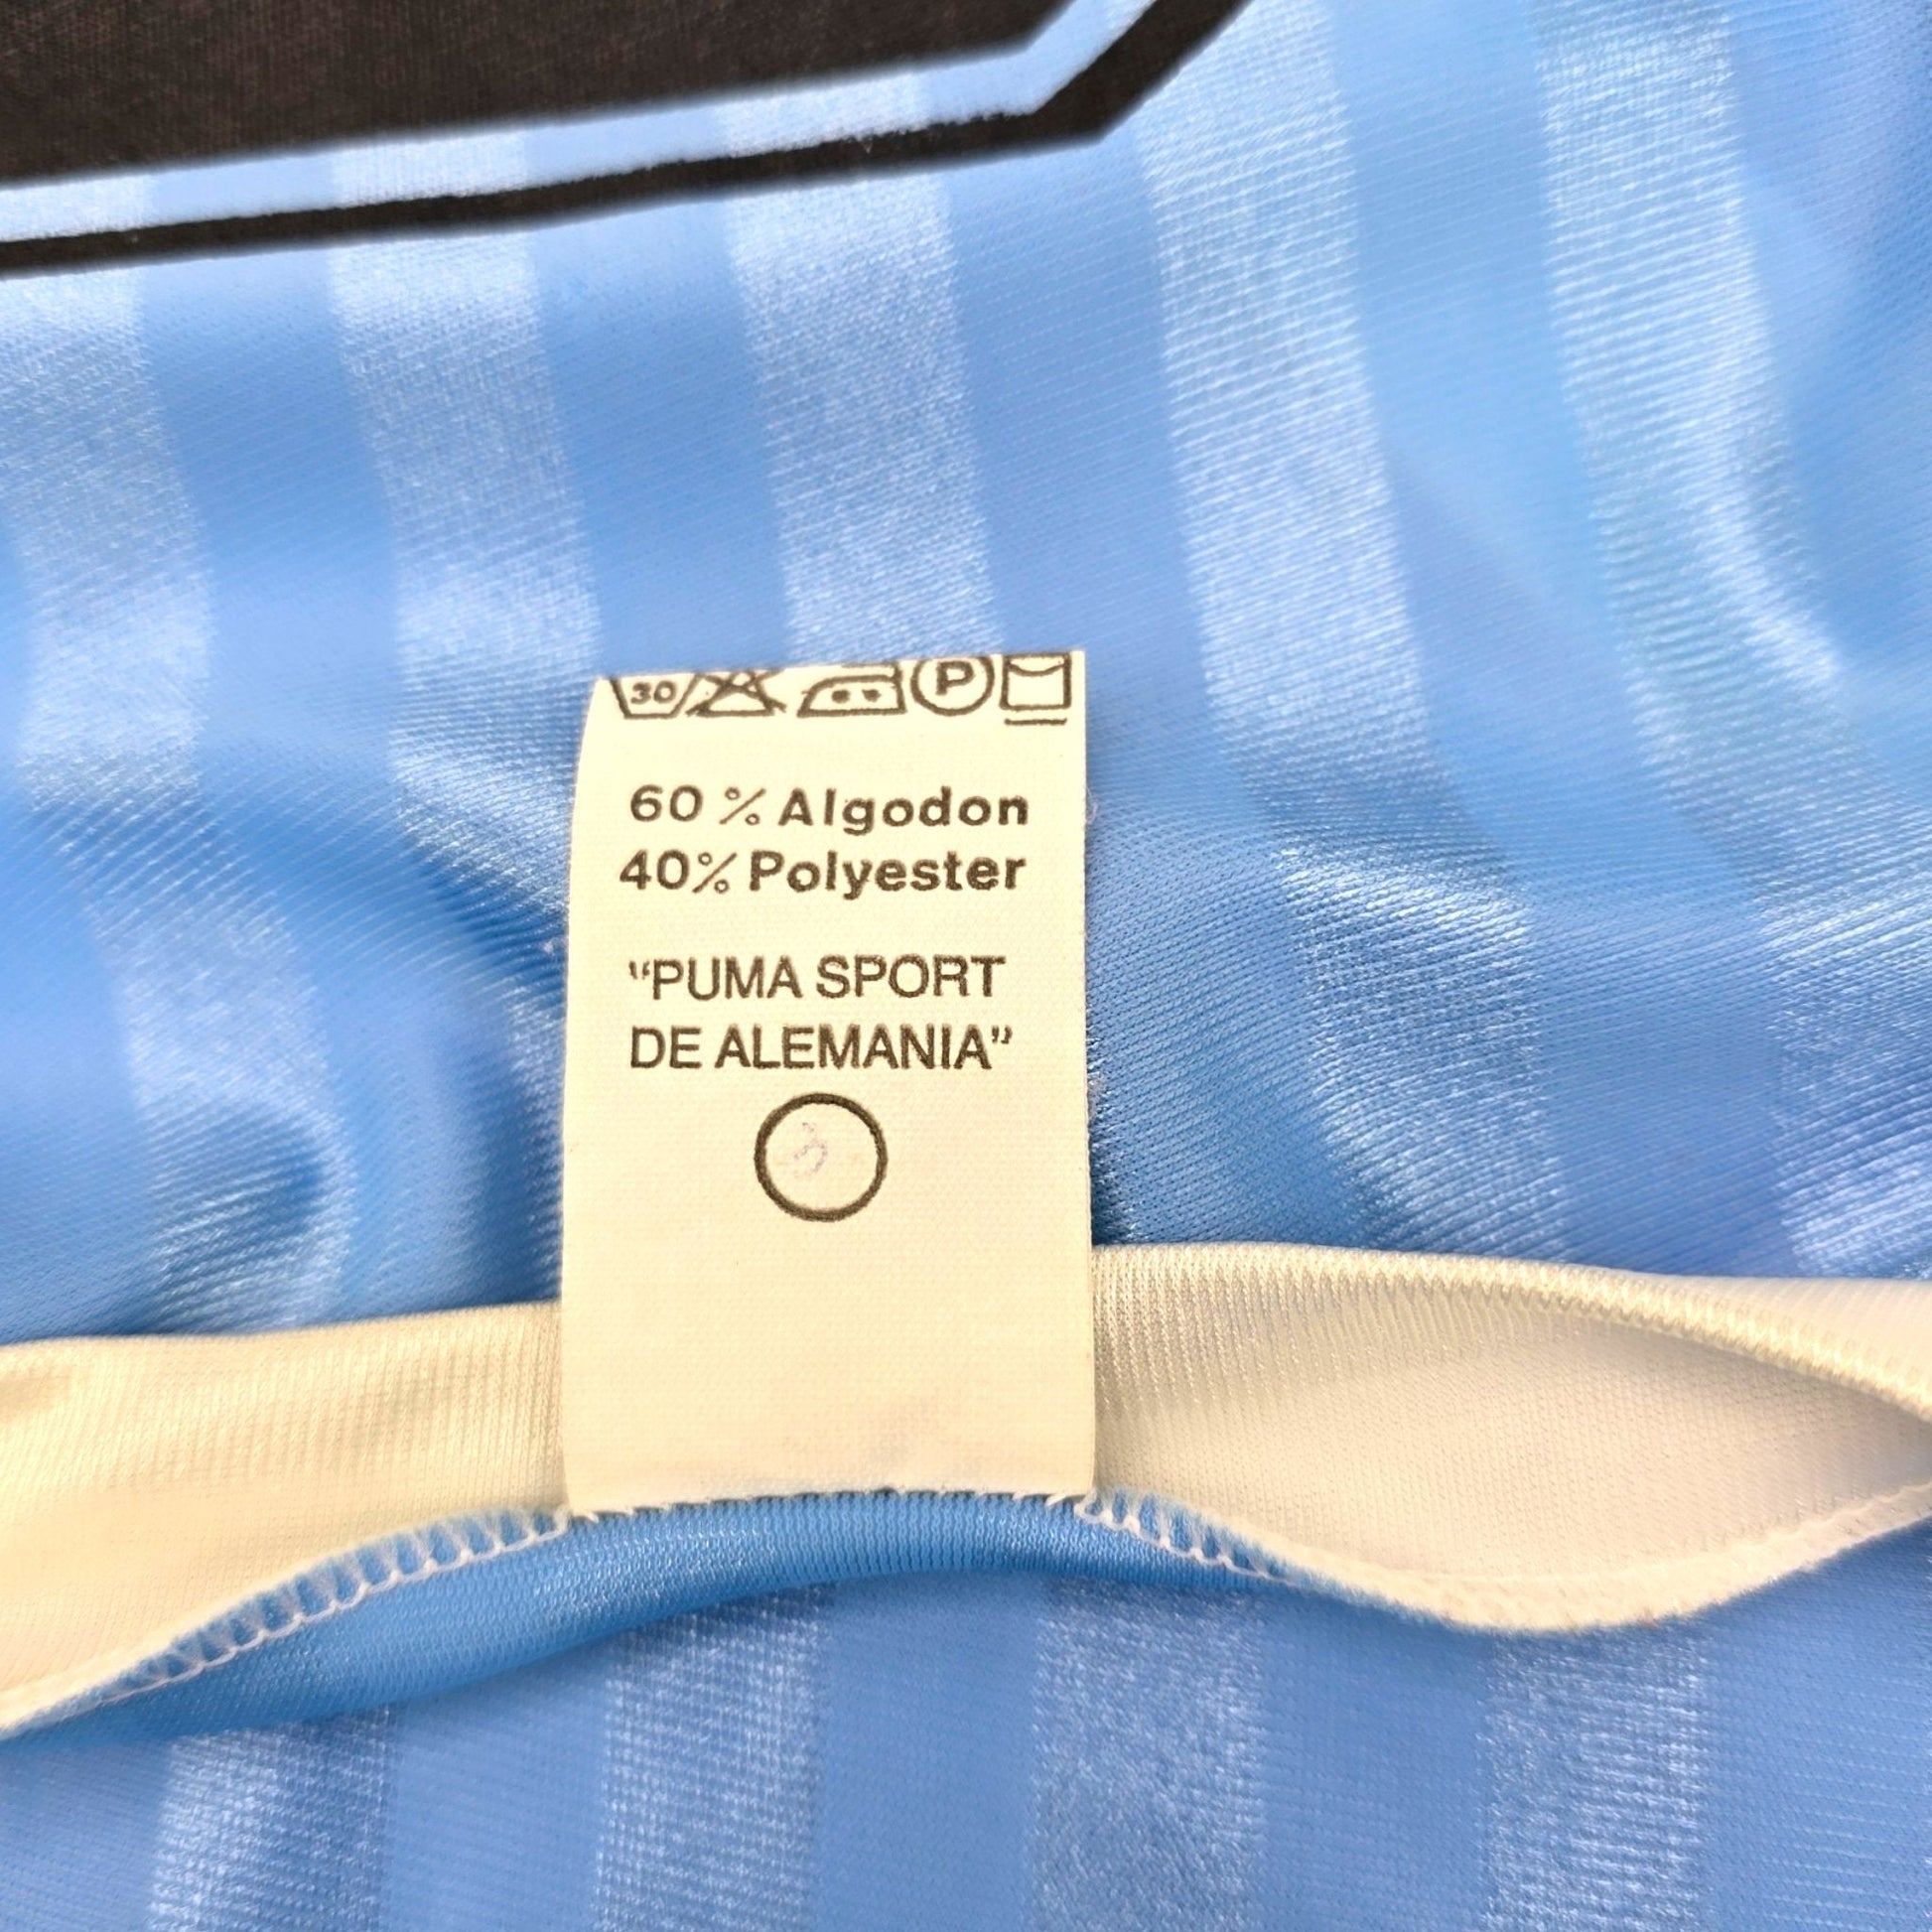 30 P
60 % Algodon
40% Polyester
“PUMA SPORT
DE ALEMANIA”